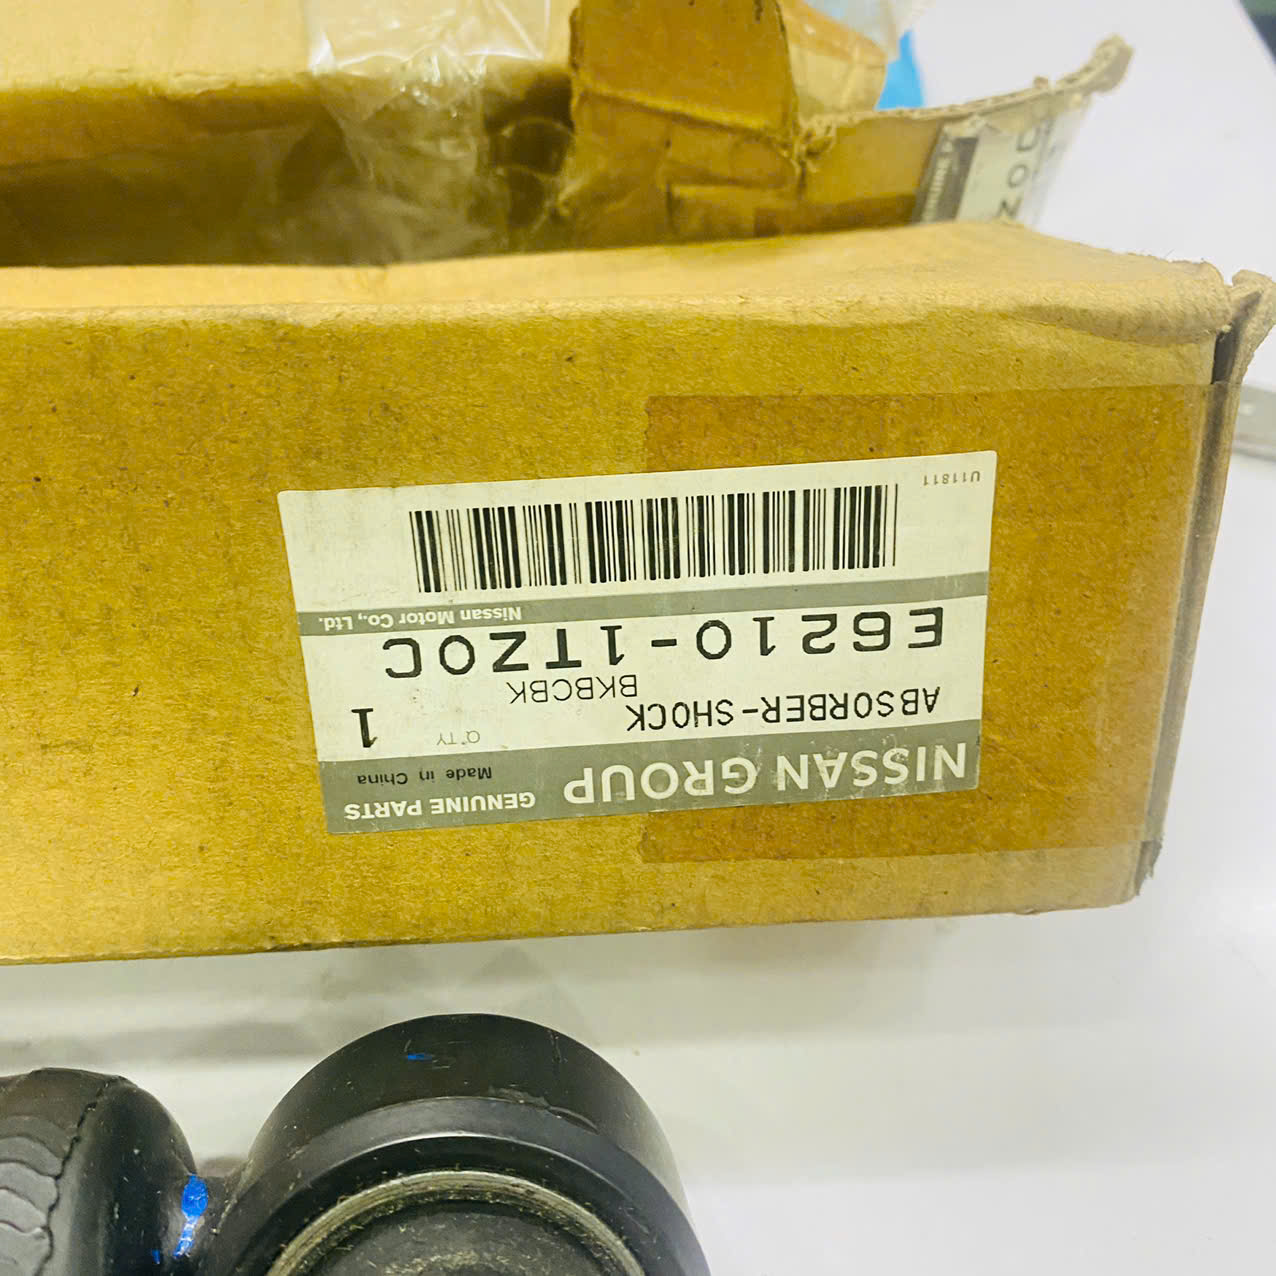 NISSAN GROUP GENUINE PARTS
Made in China
ABSORBER-SHOCK Q'TY 1
BKBCBK
E6210-1TZ0C
Nissan Motor Co., Ltd.
U11811
Z0C